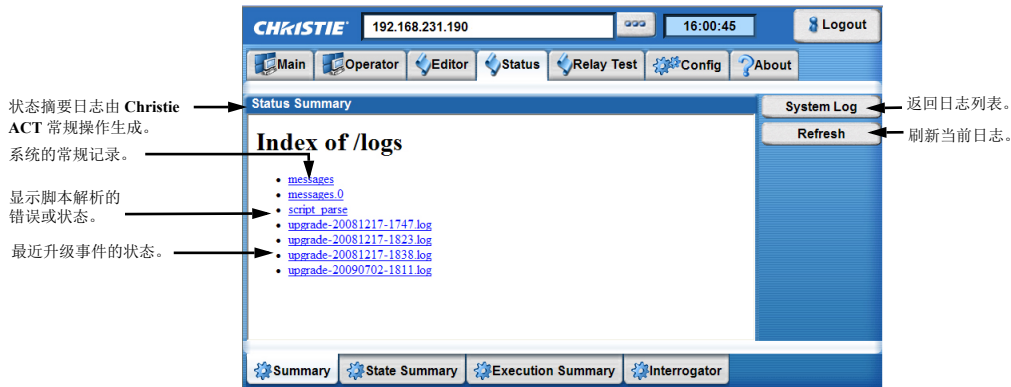 CHRISTIE
192.168.231.190
16:00:45
Logout
Main
Operator
Editor
Status
Relay Test
Config
About
状态摘要日志由 Christie
ACT 常规操作生成。
系统的常规记录。
显示脚本解析的
错误或状态。
最近升级事件的状态。
Status Summary
Index of /logs
messages
messages.0
script_parse
upgrade-20081217-1747.log
upgrade-20081217-1823.log
upgrade-20081217-1838.log
upgrade-20090702-1811.log
System Log
Refresh
返回日志列表。
刷新当前日志。
Summary
State Summary
Execution Summary
Interrogator